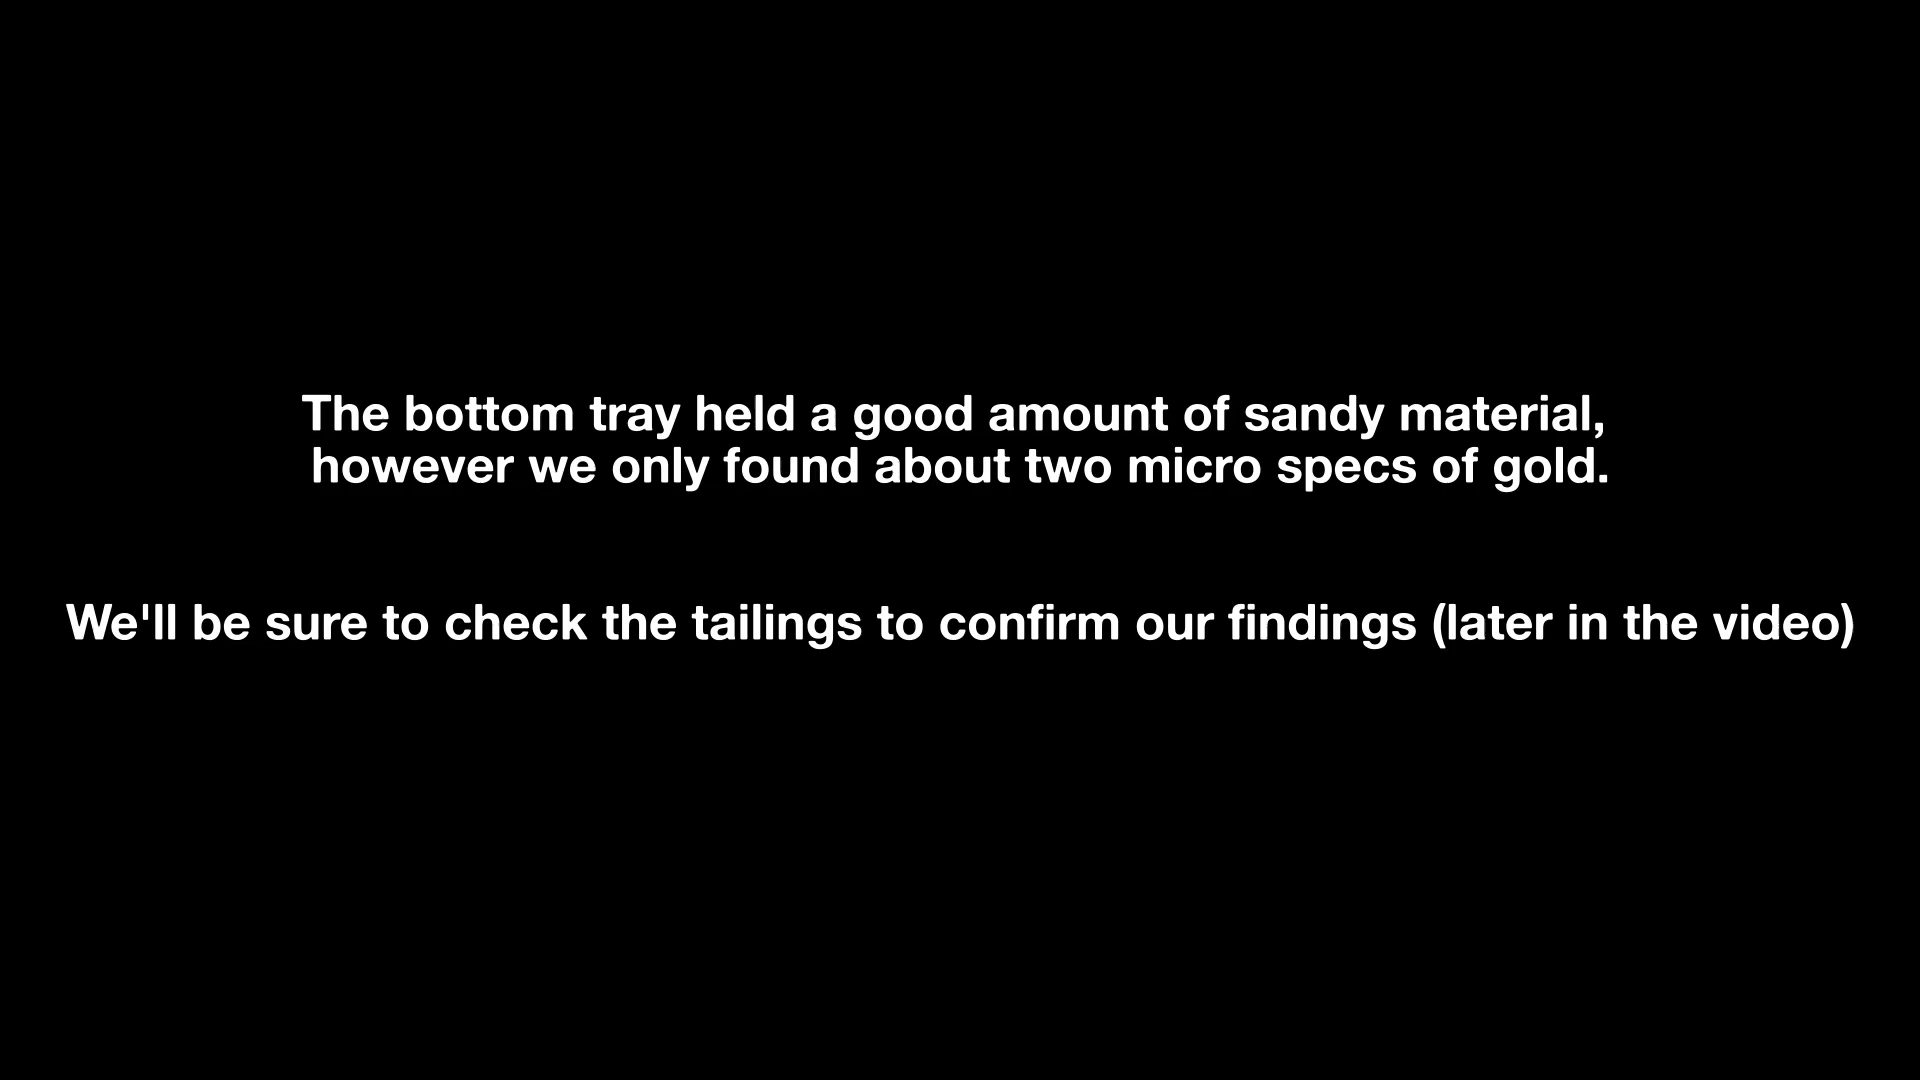 The bottom tray held a good amount of sandy material,
however we only found about two micro specs of gold.
We'll be sure to check the tailings to confirm our findings (later in the video)